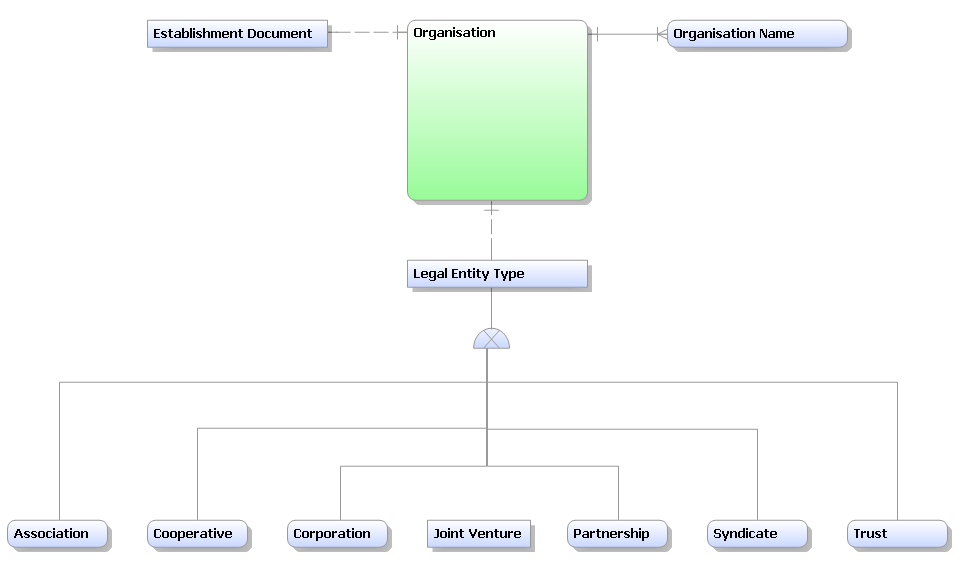 Establishment Document
Organisation
Organisation Name
Legal Entity Type
Association
Cooperative
Corporation
Joint Venture
Partnership
Syndicate
Trust